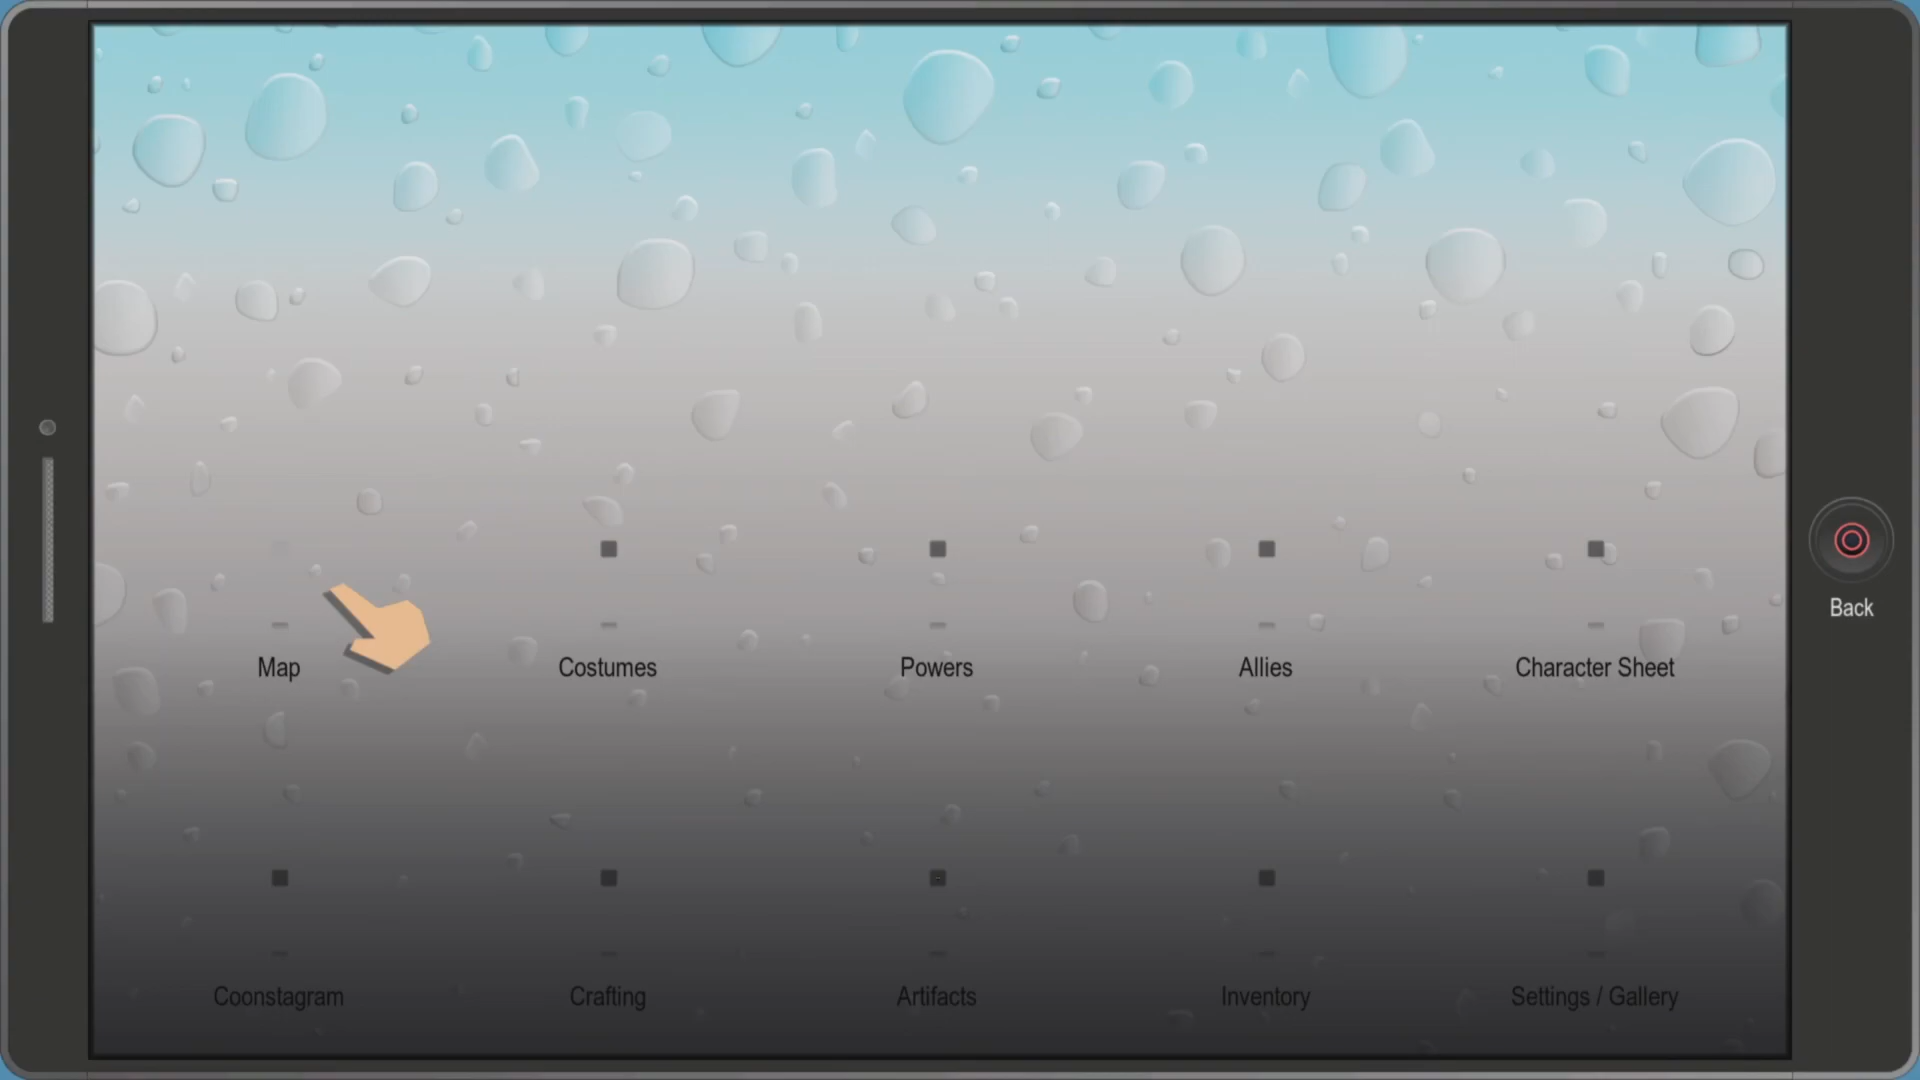 Back
Map
Costumes
Powers
Allies
Character Sheet
Coonstagram
Crafting
Artifacts
Inventory
Settings / Gallery